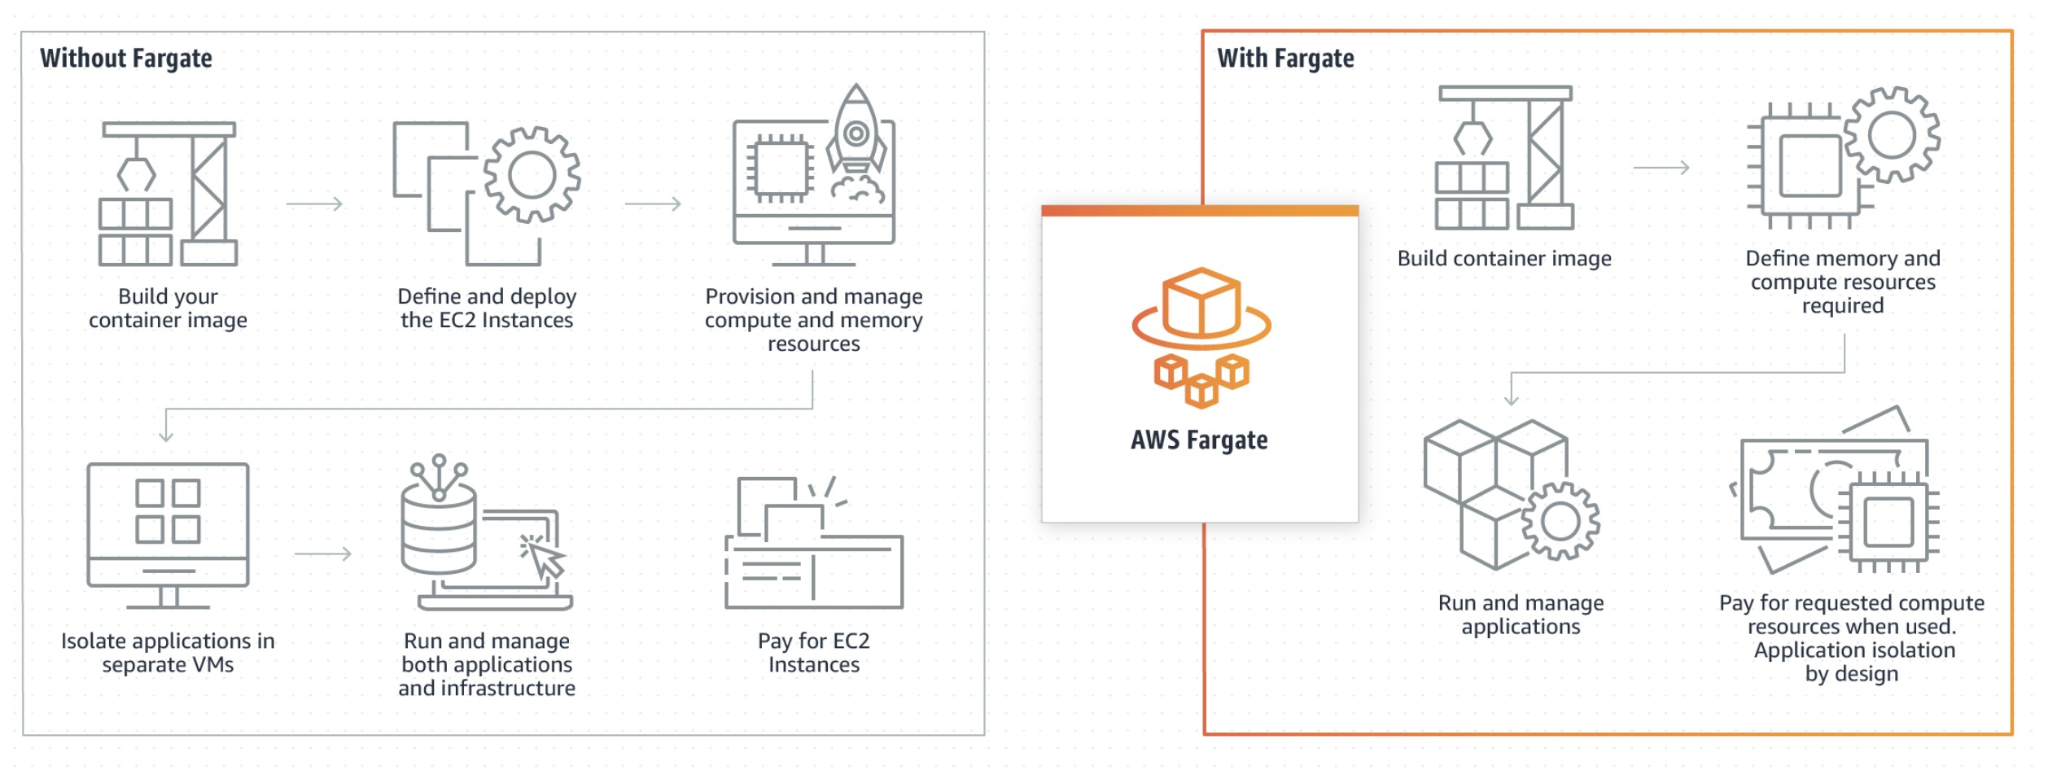 Without Fargate
Build your
container image
Define and deploy
the EC2 Instances
Provision and manage
compute and memory
resources
Isolate applications in
separate VMs
Run and manage
both applications
and infrastructure
Pay for EC2
Instances
AWS Fargate
With Fargate
Build container image
Define memory and
compute resources
required
Run and manage
applications
Pay for requested compute
resources when used.
Application isolation
by design